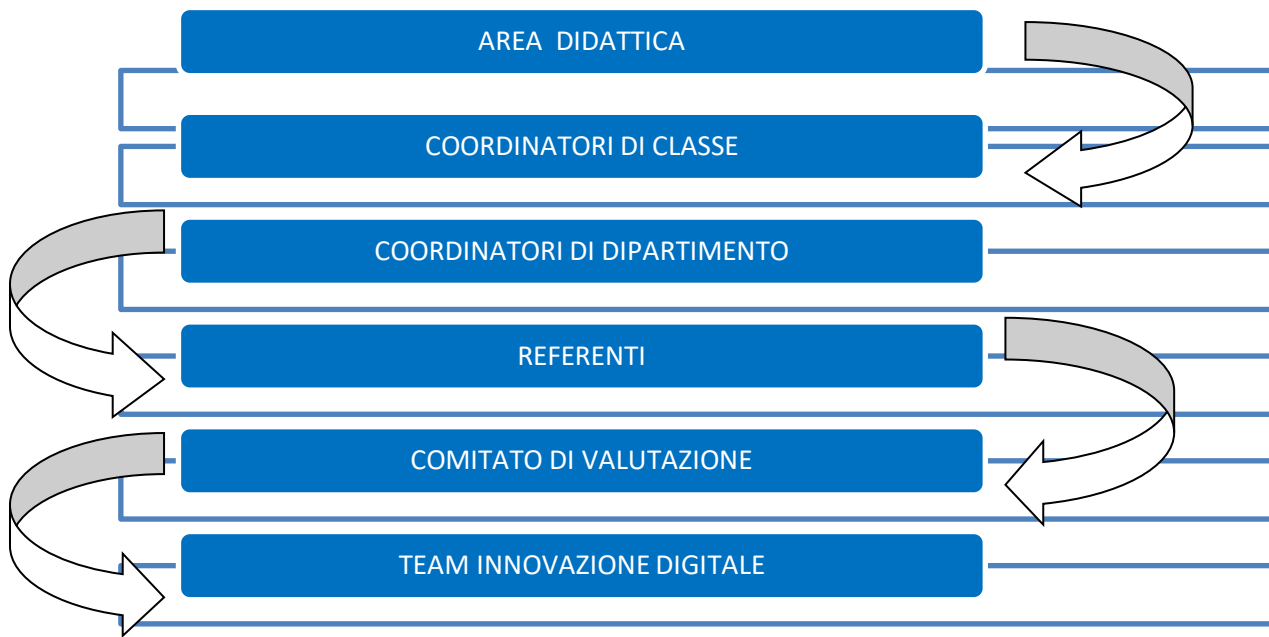 AREA DIDATTICA
COORDINATORI DI CLASSE
COORDINATORI DI DIPARTIMENTO
REFERENTI
COMITATO DI VALUTAZIONE
TEAM INNOVAZIONE DIGITALE